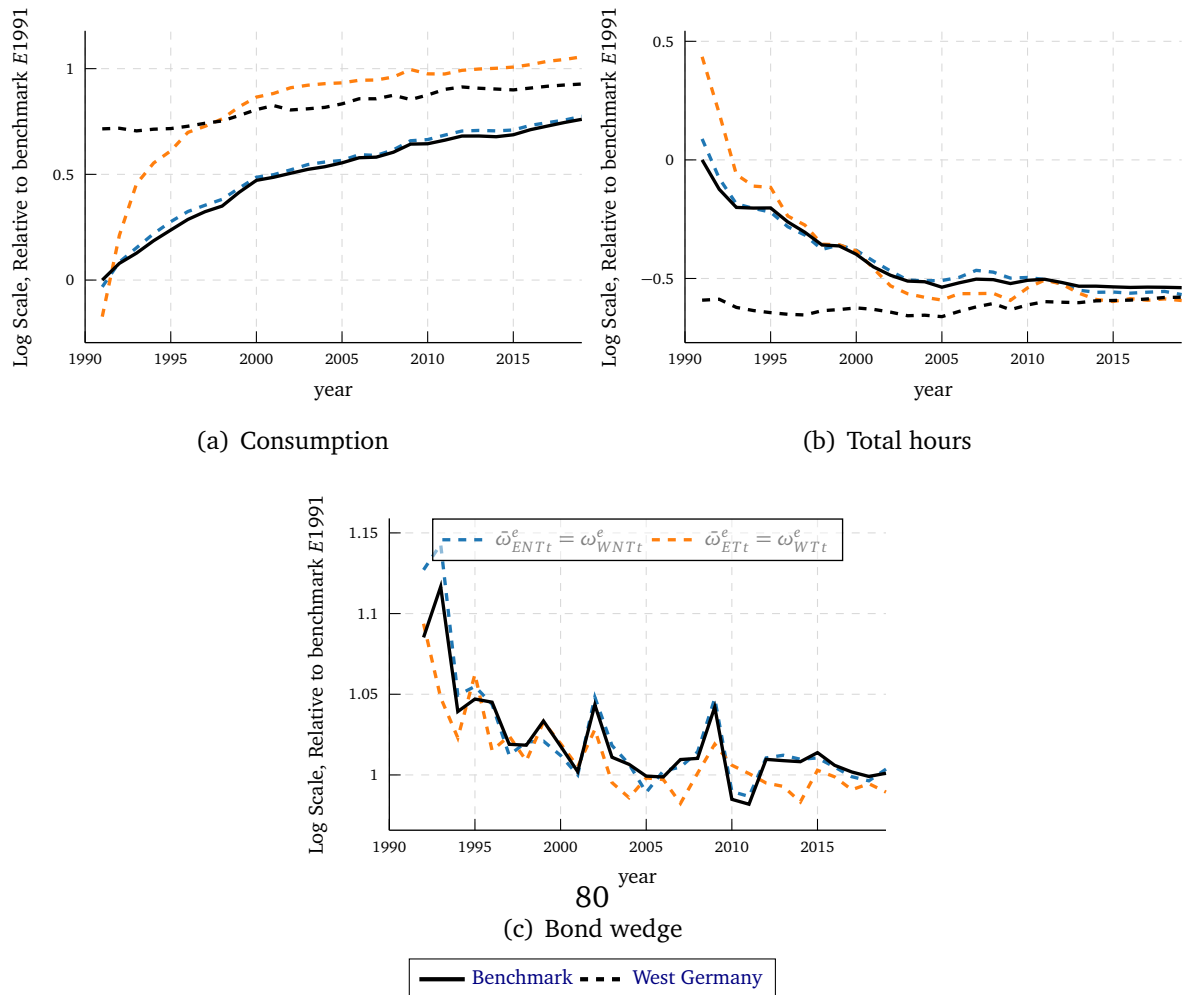 Log Scale, Relative to benchmark E1991
1
0.5
0
1990 1995 2000 2005 2010 2015
year
(a) Consumption
Log Scale, Relative to benchmark E1991
0.5
0
−0.5
1990 1995 2000 2005 2010 2015
year
(b) Total hours
Log Scale, Relative to benchmark E1991
ω̄ᵉ_ENTt = ωᵉ_WNTt ω̄ᵉ_ETt = ωᵉ_WTt
1.15
1.1
1.05
1
1990 1995 2000 2005 2010 2015
year
80
(c) Bond wedge
Benchmark West Germany